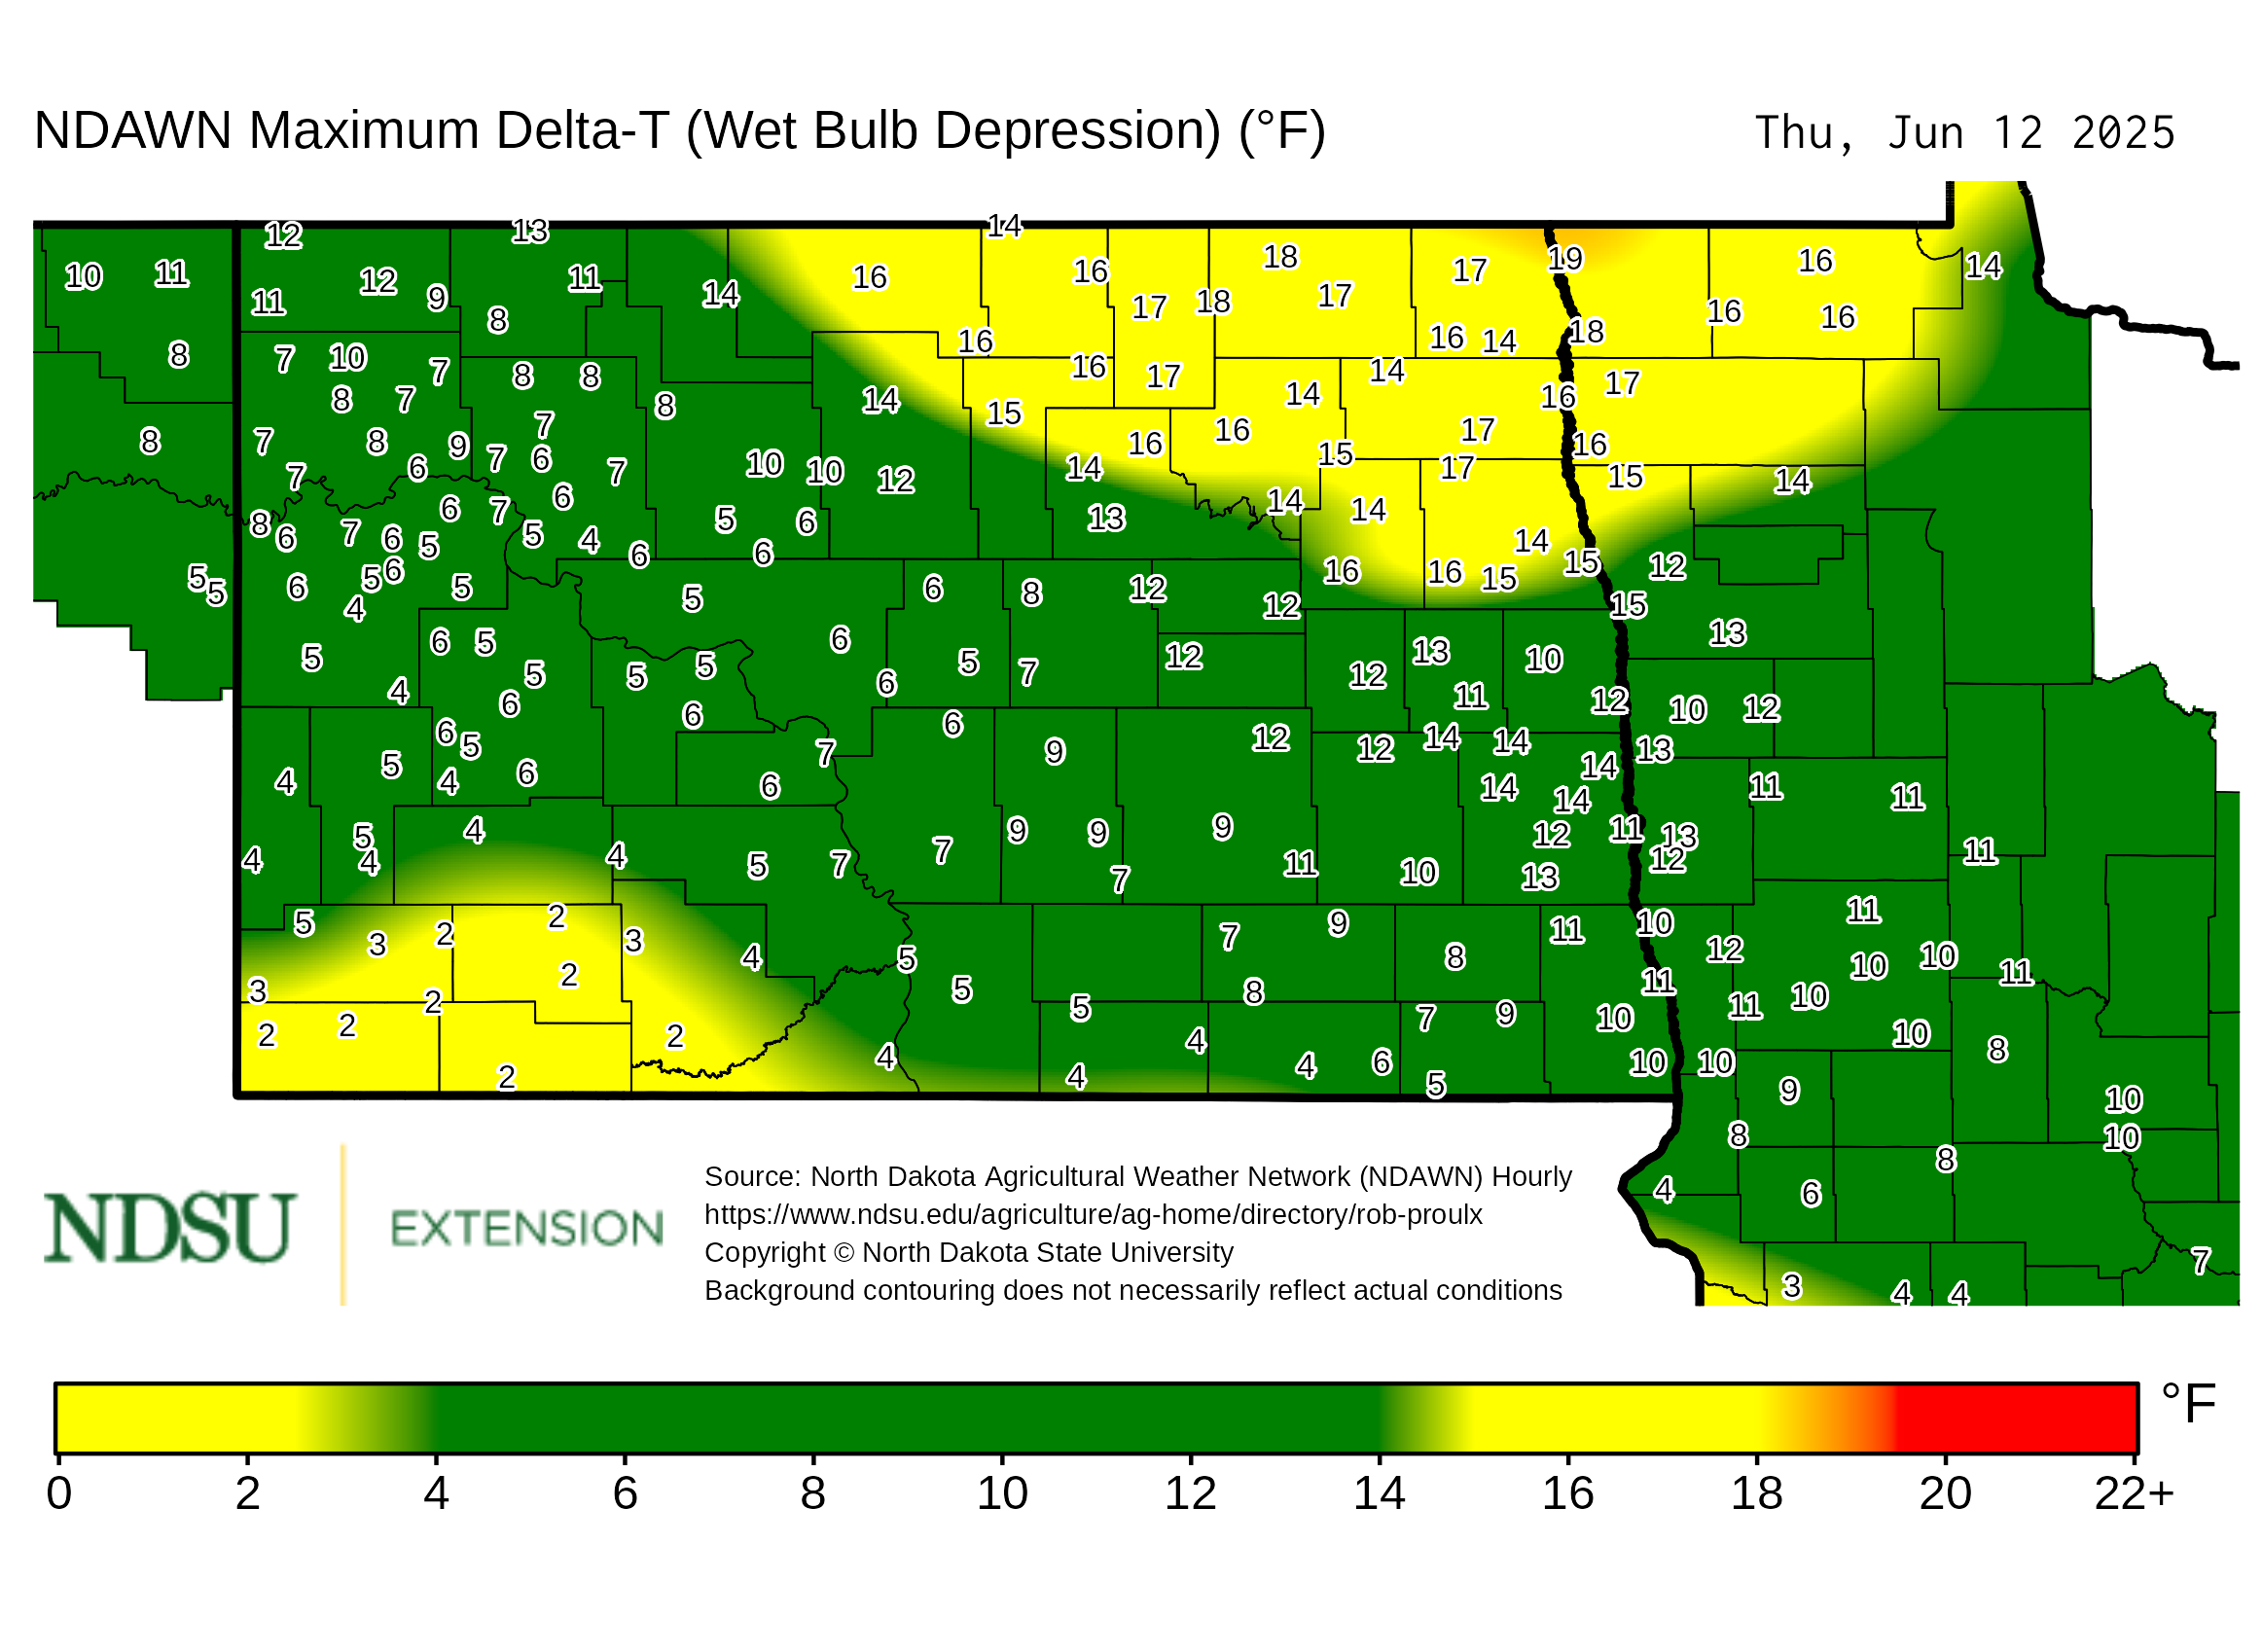 NDAWN Maximum Delta-T (Wet Bulb Depression) (°F)
Thu, Jun 12 2025
14
12 13
18 19 16
10 11 12 11 14 16 16 17 14
11 9 8 17 18 17 16 16
16 16 14 18
8 7 10 7 8 8 16 17 14 17
8 7 8 14 15 14 16
8 7 8 9 7 16 16 17 16
7 6 7 6 7 10 10 12 14 15 17 15 14
8 6 7 6 5 6 7 5 6 4 6 5 6 6 13 14 14 14 15 12
5 5 6 5 6 4 5 5 6 8 12 12 16 16 15 15
5 6 5 5 5 5 6 5 7 12 13 10 13
4 6 6 6 12 11 12 10 12
6 5 5 4 6 7 6 9 12 12 14 14 14 13
4 14 14 11 11
4 5 4 4 4 5 7 7 9 9 9 7 11 10 12 13 11 13 12 11
5 3 2 2 3 4 5 7 9 8 11 10 12 11 10 10
3 2 2 5 5 8 11 11 10 11
2 2 2 4 4 7 9 10 10 8
2 4 4 6 5 10 10 9 10
8 10
8
4 6
7
3 4 4
NDSU
EXTENSION
Source: North Dakota Agricultural Weather Network (NDAWN) Hourly
https://www.ndsu.edu/agriculture/ag-home/directory/rob-proulx
Copyright © North Dakota State University
Background contouring does not necessarily reflect actual conditions
°F
0 2 4 6 8 10 12 14 16 18 20 22+